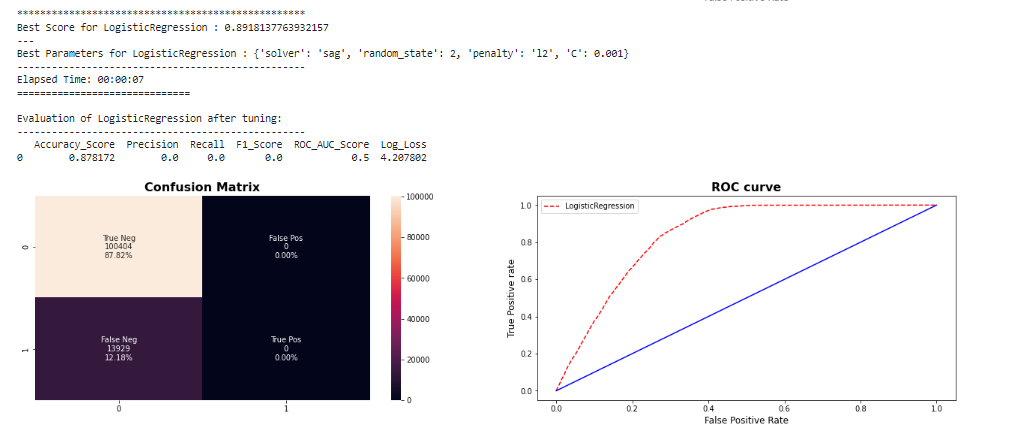 ******************************************************
Best Score for LogisticRegression : 0.8918137763932157
---
Best Parameters for LogisticRegression : {'solver': 'sag', 'random_state': 2, 'penalty': 'l2', 'C': 0.001}
--------------------------------------------------
Elapsed Time: 00:00:07
==============================
Evaluation of LogisticRegression after tuning:
--------------------------------------------------
Accuracy_Score Precision Recall F1_Score ROC_AUC_Score Log_Loss
0 0.878172 0.0 0.0 0.0 0.5 4.207802
Confusion Matrix
0
1
True Neg
100404
87.82%
False Pos
0
0.00%
False Neg
13929
12.18%
True Pos
0
0.00%
0 1
100000
80000
60000
40000
20000
0
ROC curve
LogisticRegression
True Positive rate
1.0
0.8
0.6
0.4
0.2
0.0
0.0 0.2 0.4 0.6 0.8 1.0
False Positive Rate